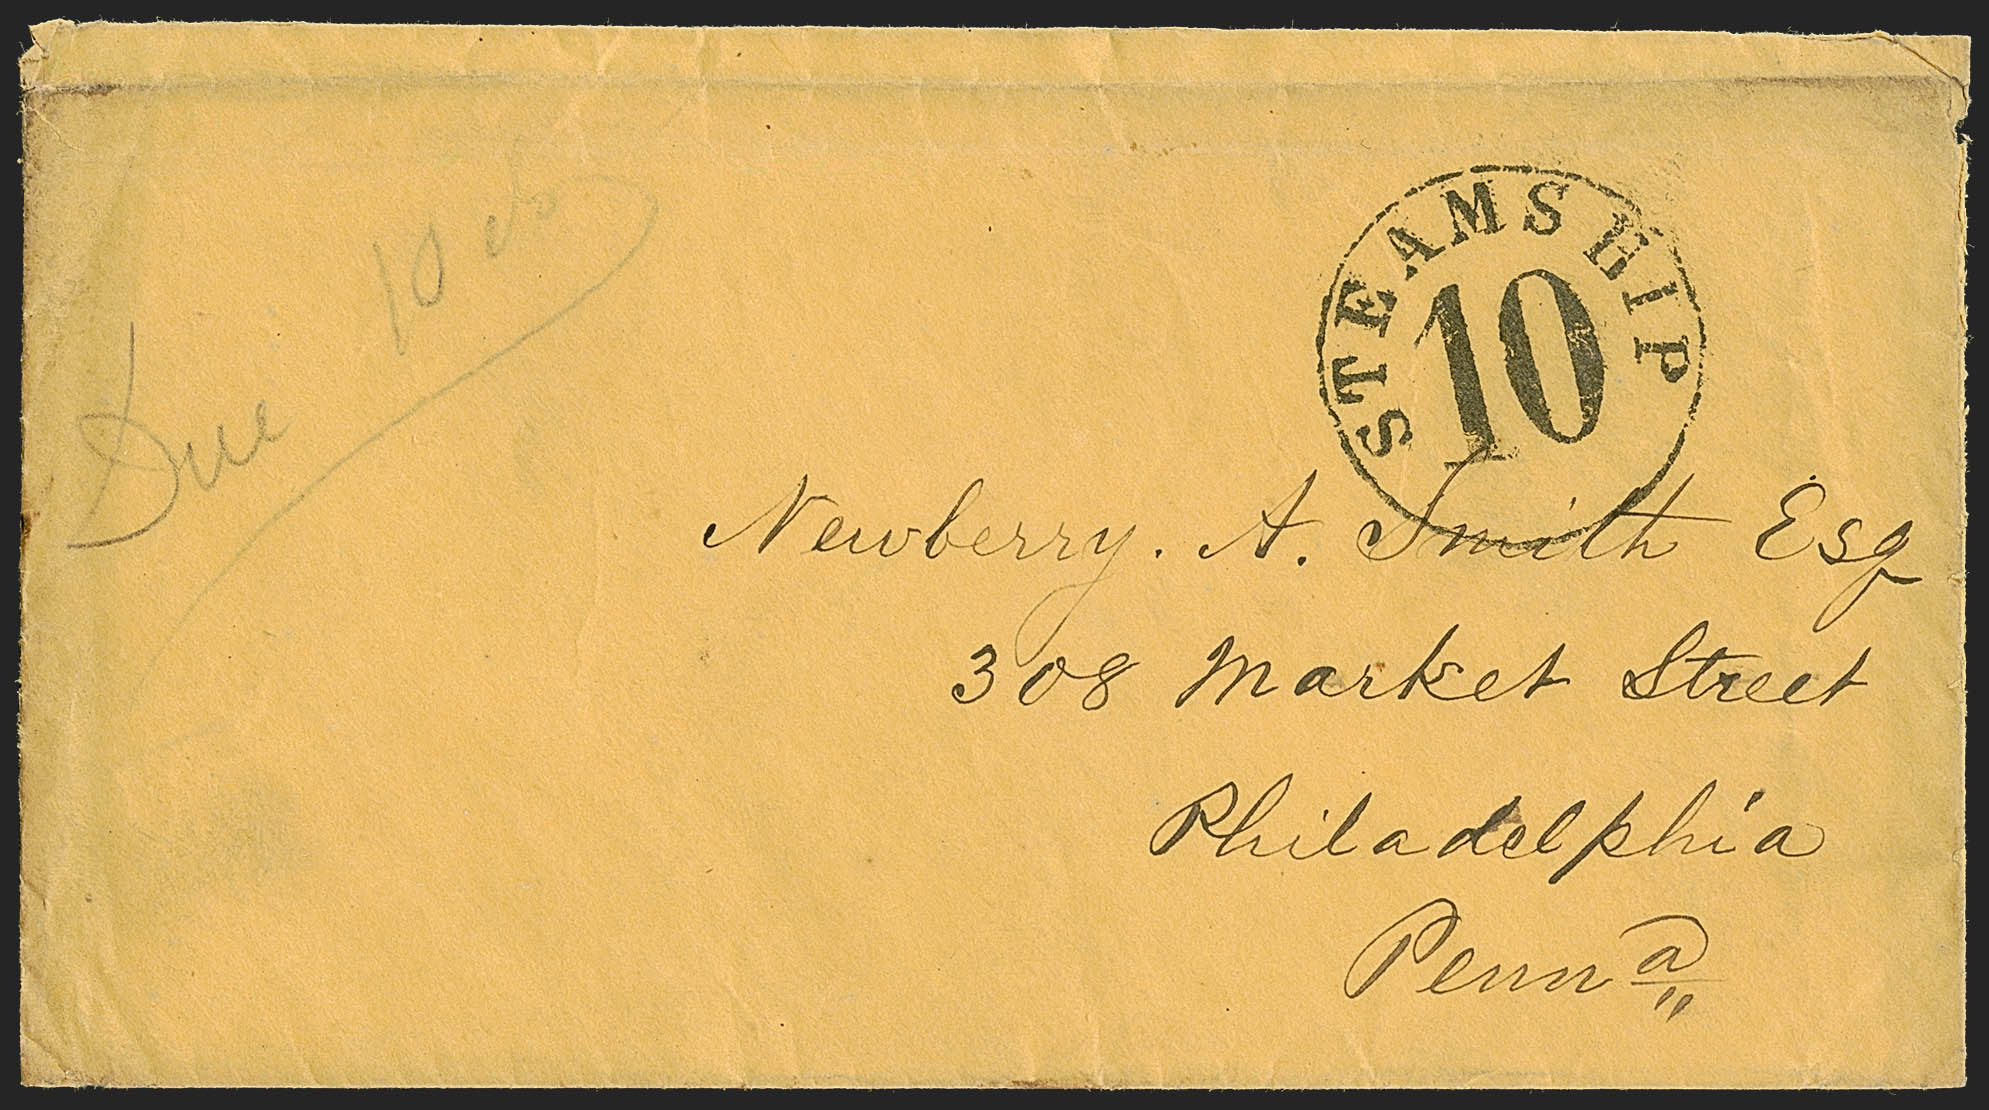 Due 10 cts
STEAMSHIP
10
Newberry. A. Smith Esq
308 Market Street
Philadelphia
Penna